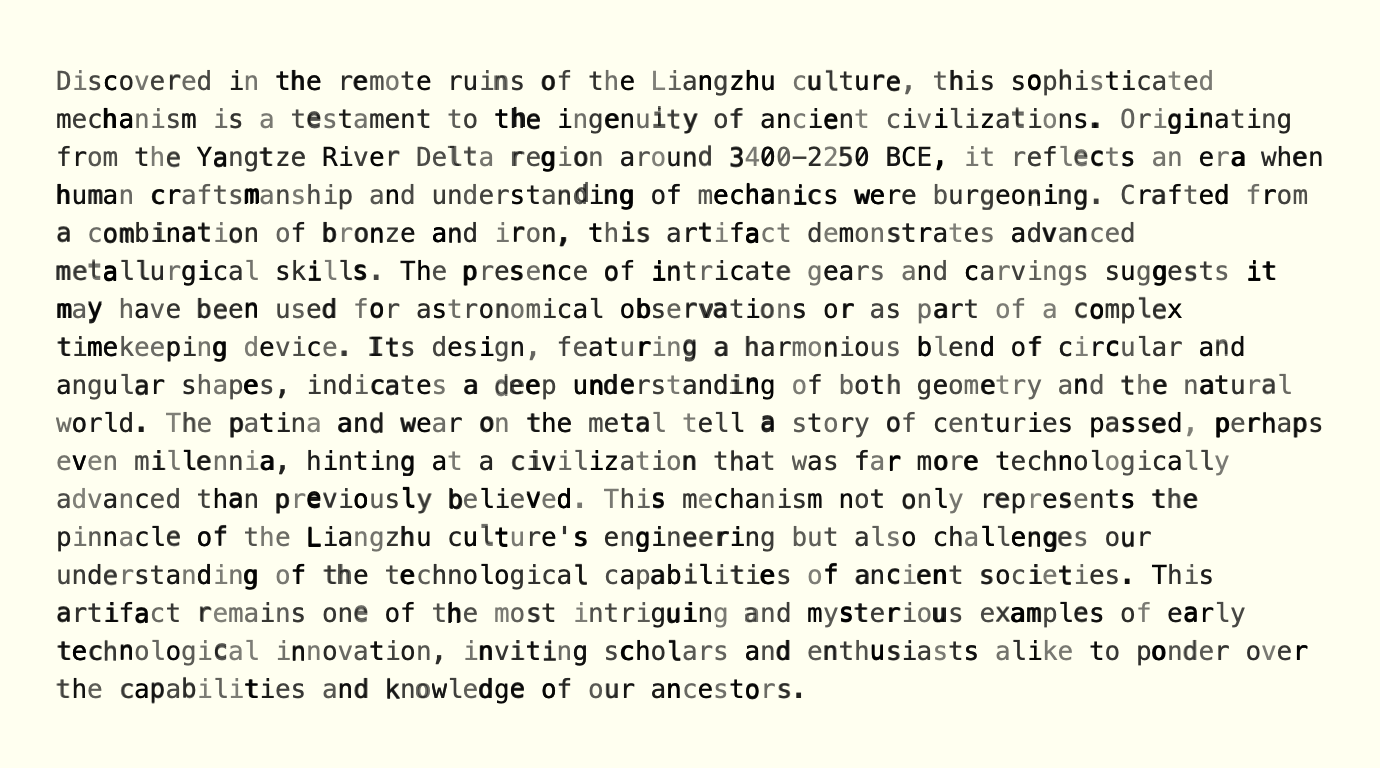 Discovered in the remote ruins of the Liangzhu culture, this sophisticated
mechanism is a testament to the ingenuity of ancient civilizations. Originating
from the Yangtze River Delta region around 3400–2250 BCE, it reflects an era when
human craftsmanship and understanding of mechanics were burgeoning. Crafted from
a combination of bronze and iron, this artifact demonstrates advanced
metallurgical skills. The presence of intricate gears and carvings suggests it
may have been used for astronomical observations or as part of a complex
timekeeping device. Its design, featuring a harmonious blend of circular and
angular shapes, indicates a deep understanding of both geometry and the natural
world. The patina and wear on the metal tell a story of centuries passed, perhaps
even millennia, hinting at a civilization that was far more technologically
advanced than previously believed. This mechanism not only represents the
pinnacle of the Liangzhu culture's engineering but also challenges our
understanding of the technological capabilities of ancient societies. This
artifact remains one of the most intriguing and mysterious examples of early
technological innovation, inviting scholars and enthusiasts alike to ponder over
the capabilities and knowledge of our ancestors.